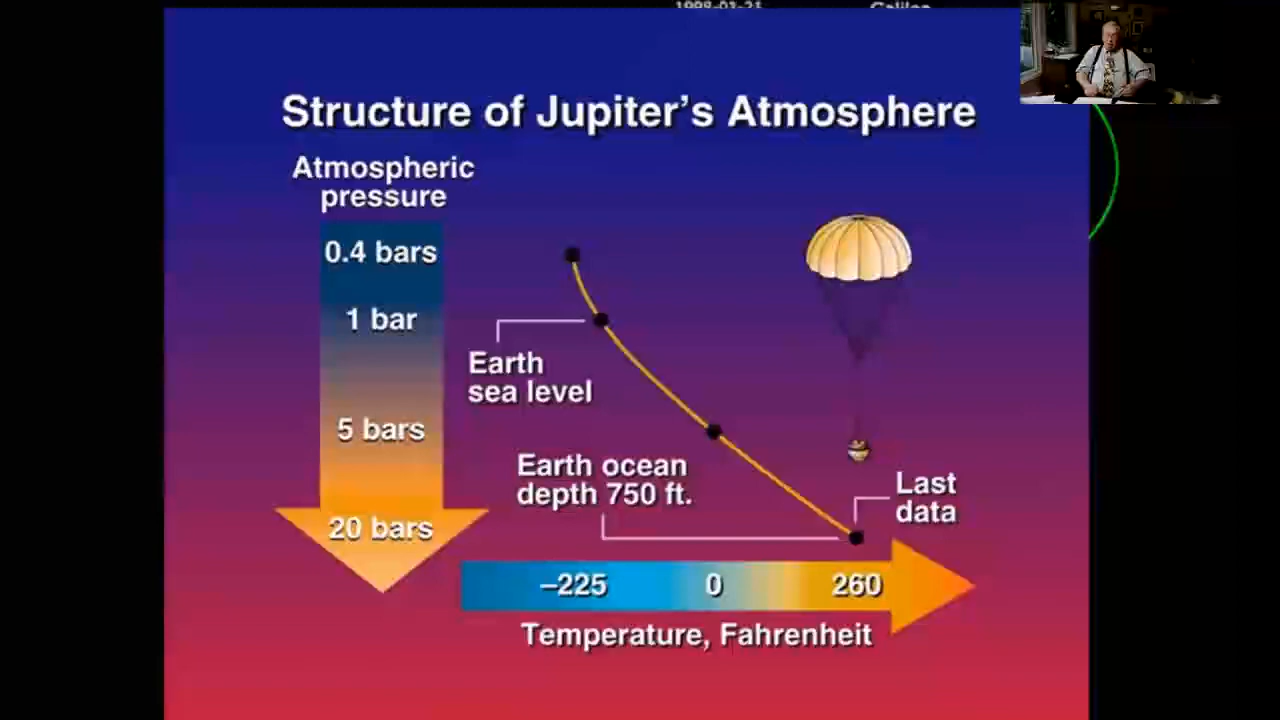 Structure of Jupiter's Atmosphere
Atmospheric
pressure
0.4 bars
1 bar
5 bars
20 bars
Earth
sea level
Earth ocean
depth 750 ft.
Last
data
–225 0 260
Temperature, Fahrenheit